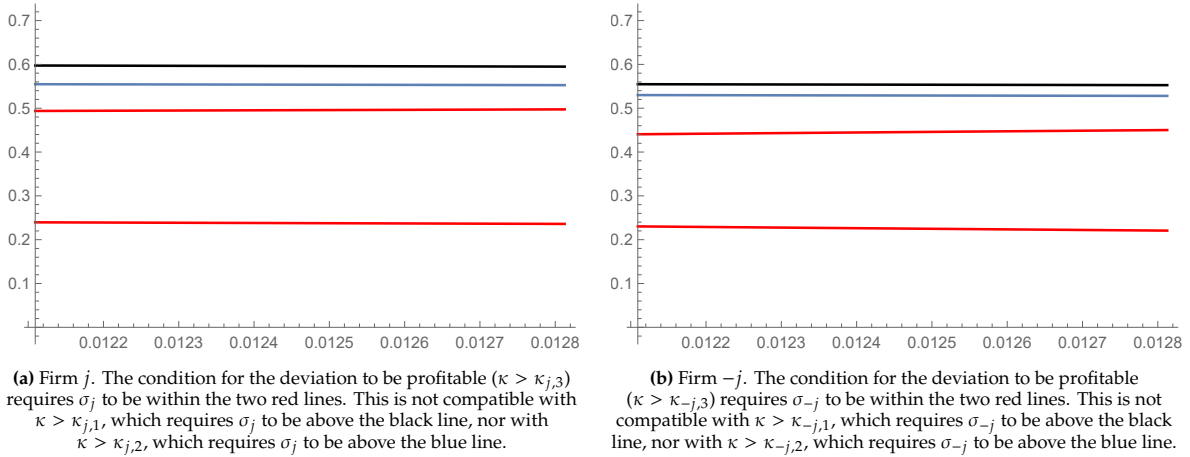 0.7
0.6
0.5
0.4
0.3
0.2
0.1
0.0122 0.0123 0.0124 0.0125 0.0126 0.0127 0.0128
(a) Firm j. The condition for the deviation to be profitable (κ > κj,3)
requires σj to be within the two red lines. This is not compatible with
κ > κj,1, which requires σj to be above the black line, nor with
κ > κj,2, which requires σj to be above the blue line.
0.7
0.6
0.5
0.4
0.3
0.2
0.1
0.0122 0.0123 0.0124 0.0125 0.0126 0.0127 0.0128
(b) Firm −j. The condition for the deviation to be profitable
(κ > κ−j,3) requires σ−j to be within the two red lines. This is not
compatible with κ > κ−j,1, which requires σ−j to be above the black
line, nor with κ > κ−j,2, which requires σ−j to be above the blue line.